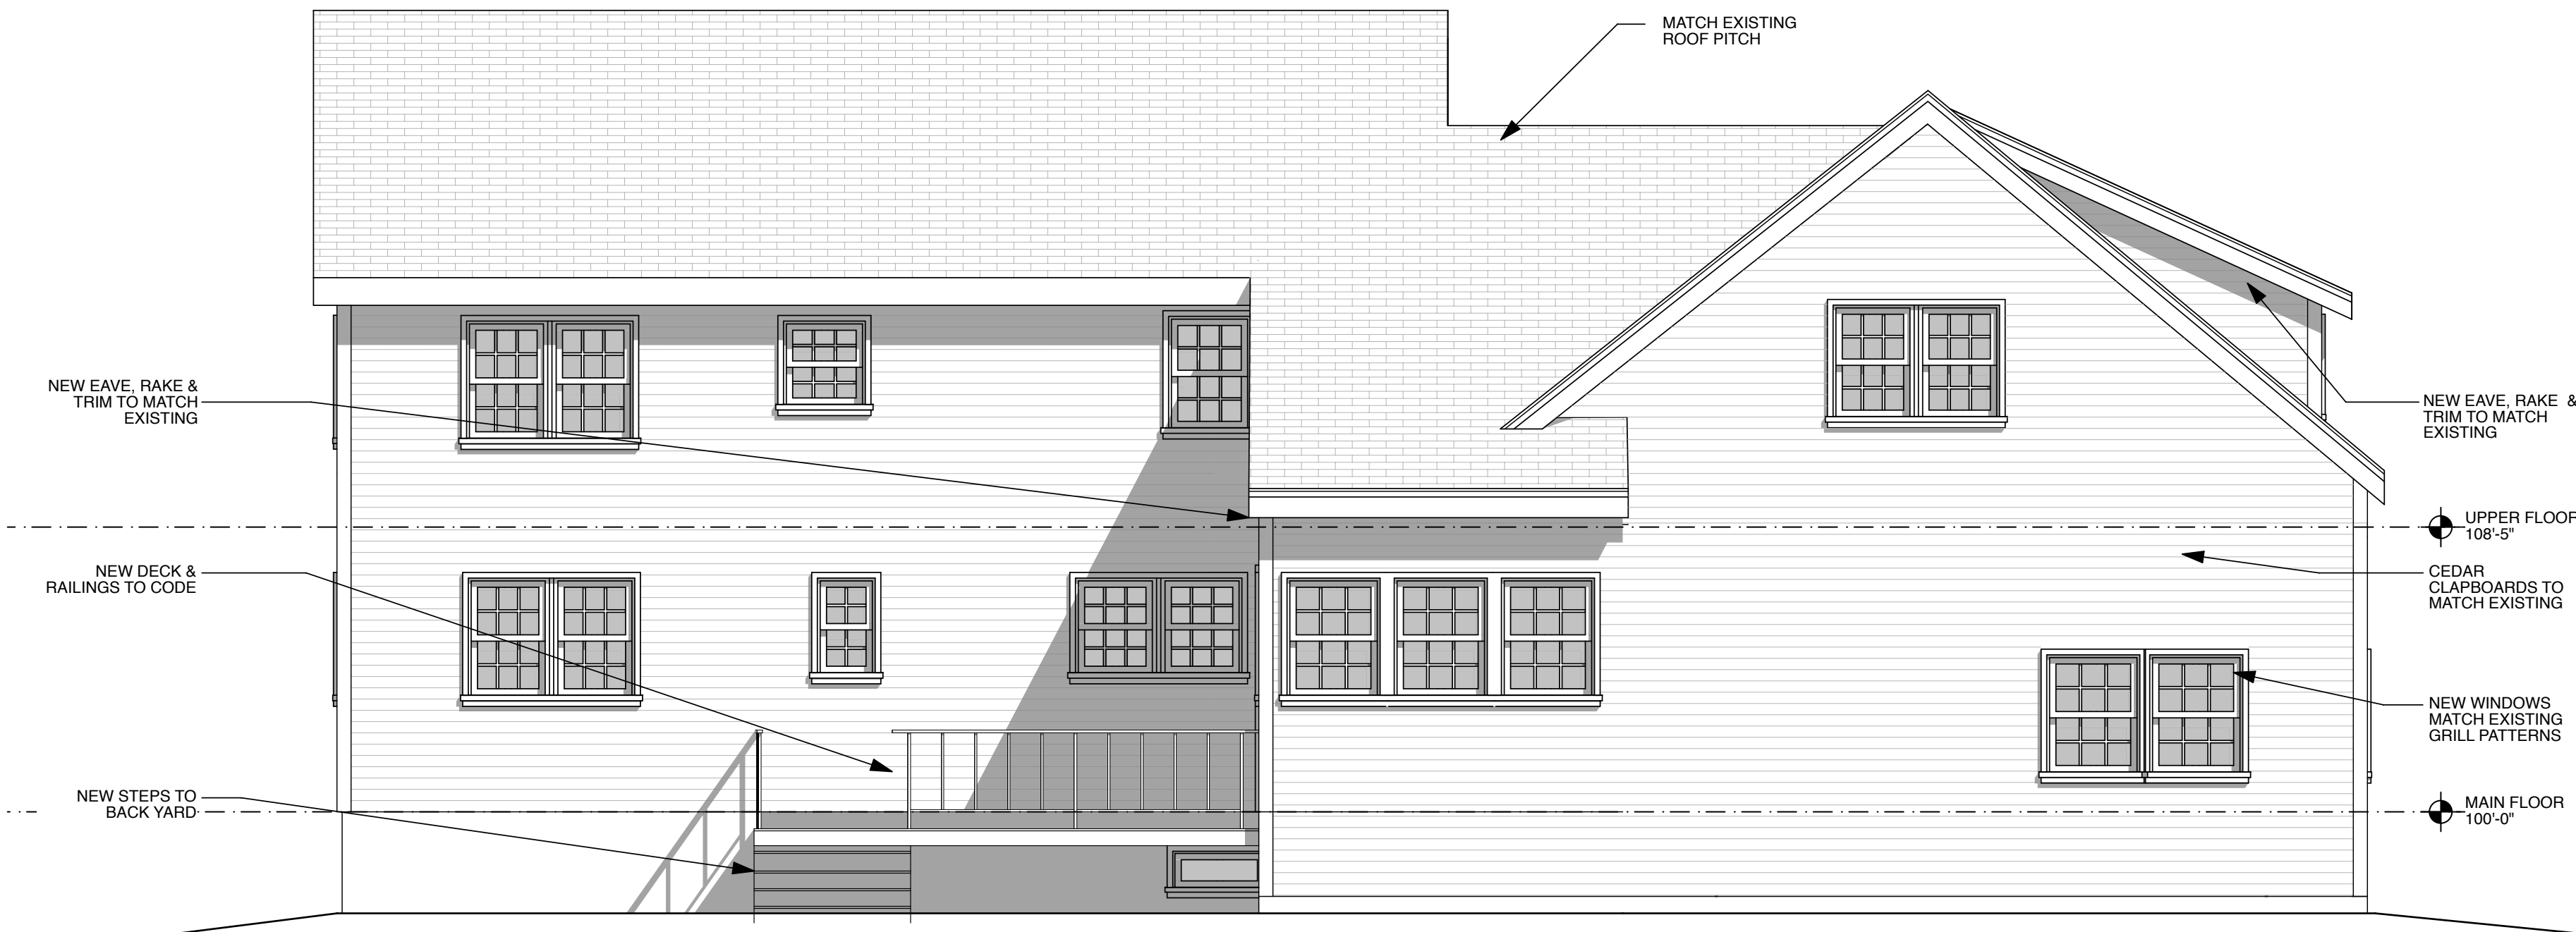 MATCH EXISTING
ROOF PITCH
NEW EAVE, RAKE &
TRIM TO MATCH
EXISTING
NEW EAVE, RAKE &
TRIM TO MATCH
EXISTING
UPPER FLOOR
108'-5"
NEW DECK &
RAILINGS TO CODE
CEDAR
CLAPBOARDS TO
MATCH EXISTING
NEW WINDOWS
MATCH EXISTING
GRILL PATTERNS
NEW STEPS TO
BACK YARD
MAIN FLOOR
100'-0"